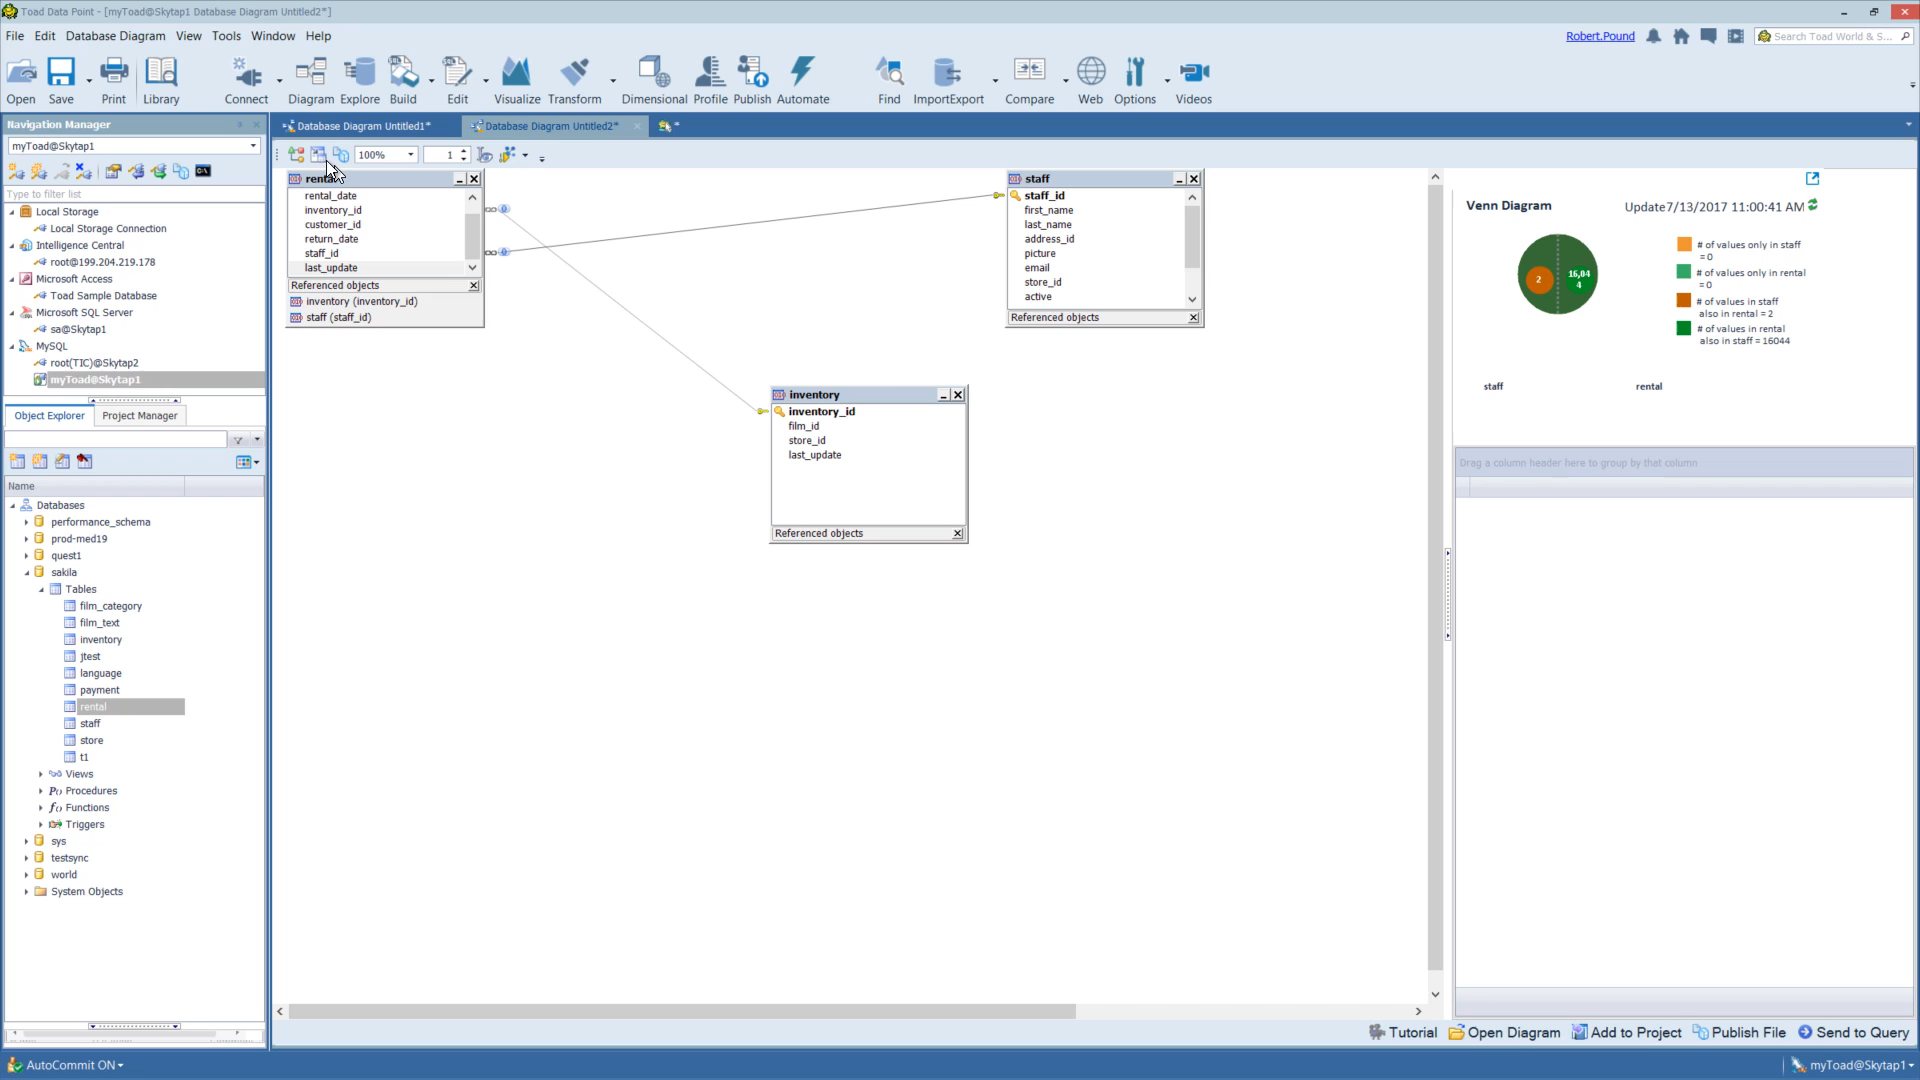 Toad Data Point - [myToad@Skytap1 Database Diagram Untitled2*]
File Edit Database Diagram View Tools Window Help
Robert.Pound
Search Toad World & S...
Open Save Print Library Connect Diagram Explore Build Edit Visualize Transform Dimensional Profile Publish Automate Find ImportExport Compare Web Options Videos
Navigation Manager
Database Diagram Untitled1*
Database Diagram Untitled2*
*
myToad@Skytap1
100%
1
Type to filter list
Local Storage
Local Storage Connection
Intelligence Central
root@199.204.219.178
Microsoft Access
Toad Sample Database
Microsoft SQL Server
sa@Skytap1
MySQL
root(TIC)@Skytap2
myToad@Skytap1
Object Explorer
Project Manager
Name
Databases
performance_schema
prod-med19
quest1
sakila
Tables
film_category
film_text
inventory
jtest
language
payment
rental
staff
store
t1
Views
Procedures
Functions
Triggers
sys
testsync
world
System Objects
rental_date
inventory_id
customer_id
return_date
staff_id
last_update
Referenced objects
inventory (inventory_id)
staff (staff_id)
staff
staff_id
first_name
last_name
address_id
picture
email
store_id
active
Referenced objects
inventory
inventory_id
film_id
store_id
last_update
Referenced objects
Venn Diagram
Update7/13/2017 11:00:41 AM
2
16,04
4
# of values only in staff
= 0
# of values only in rental
= 0
# of values in staff
also in rental = 2
# of values in rental
also in staff = 16044
staff
rental
Drag a column header here to group by that column
Tutorial
Open Diagram
Add to Project
Publish File
Send to Query
AutoCommit ON
myToad@Skytap1